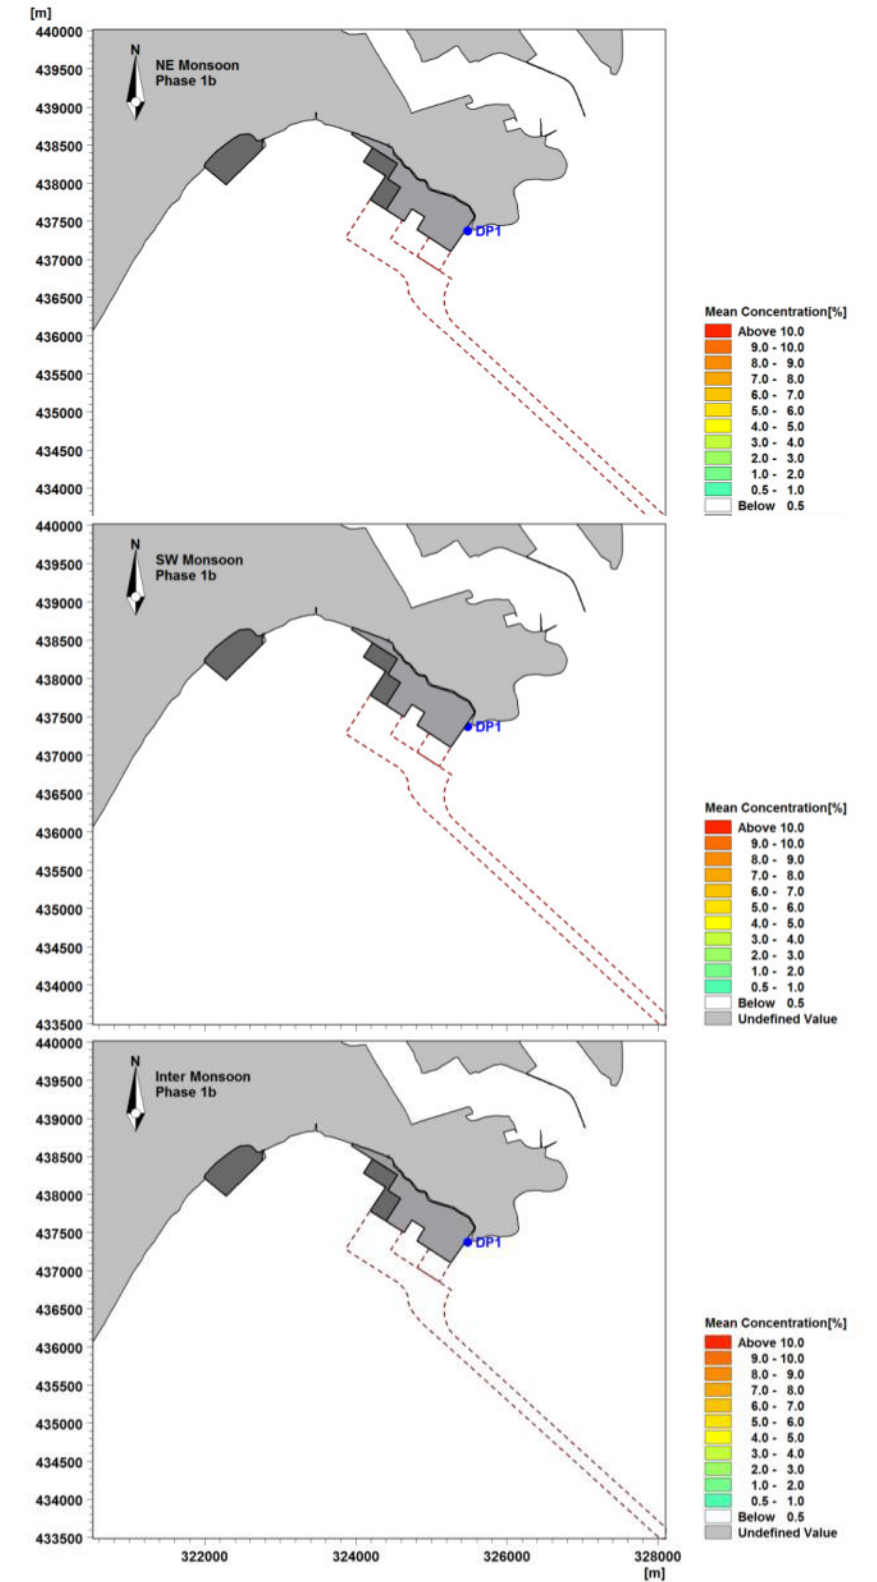 [m]
440000
439500
439000
438500
438000
437500
437000
436500
436000
435500
435000
434500
434000
N
NE Monsoon
Phase 1b
DP1
Mean Concentration[%]
Above 10.0
9.0 - 10.0
8.0 - 9.0
7.0 - 8.0
6.0 - 7.0
5.0 - 6.0
4.0 - 5.0
3.0 - 4.0
2.0 - 3.0
1.0 - 2.0
0.5 - 1.0
Below 0.5
440000
439500
439000
438500
438000
437500
437000
436500
436000
435500
435000
434500
434000
433500
N
SW Monsoon
Phase 1b
DP1
Mean Concentration[%]
Above 10.0
9.0 - 10.0
8.0 - 9.0
7.0 - 8.0
6.0 - 7.0
5.0 - 6.0
4.0 - 5.0
3.0 - 4.0
2.0 - 3.0
1.0 - 2.0
0.5 - 1.0
Below 0.5
Undefined Value
440000
439500
439000
438500
438000
437500
437000
436500
436000
435500
435000
434500
434000
433500
N
Inter Monsoon
Phase 1b
DP1
Mean Concentration[%]
Above 10.0
9.0 - 10.0
8.0 - 9.0
7.0 - 8.0
6.0 - 7.0
5.0 - 6.0
4.0 - 5.0
3.0 - 4.0
2.0 - 3.0
1.0 - 2.0
0.5 - 1.0
Below 0.5
Undefined Value
322000 324000 326000 328000
[m]